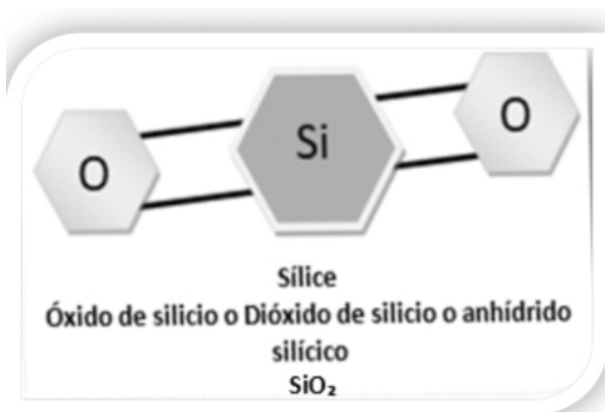 O Si O
Sílice
Óxido de silicio o Dióxido de silicio o anhídrido
silícico
SiO₂